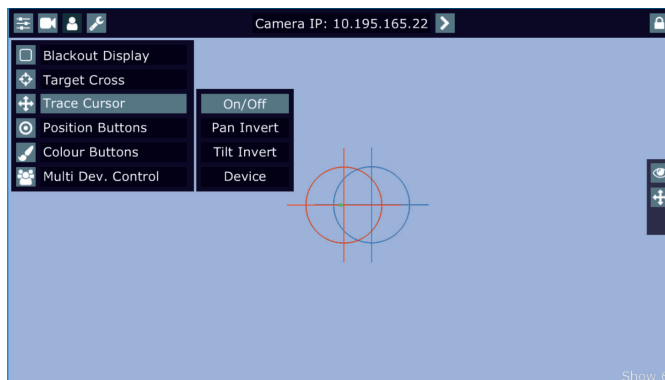 Camera IP: 10.195.165.22
Blackout Display
Target Cross
Trace Cursor
Position Buttons
Colour Buttons
Multi Dev. Control
On/Off
Pan Invert
Tilt Invert
Device
Show